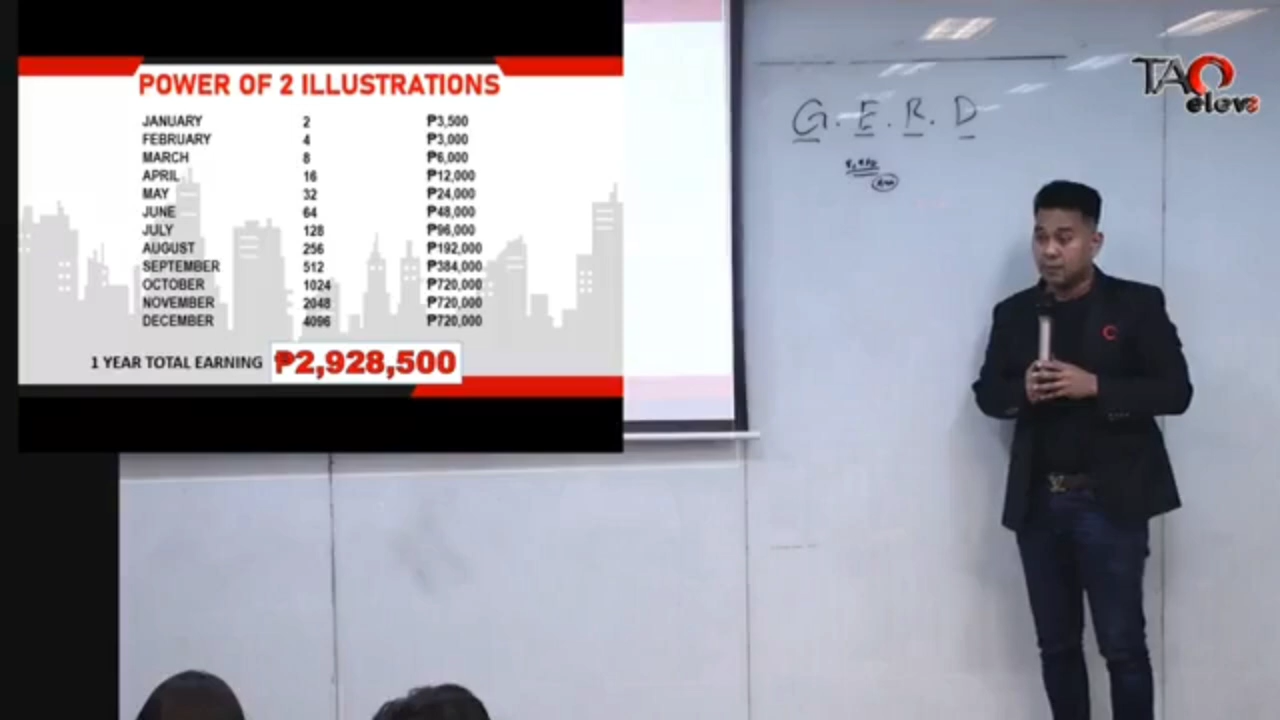 POWER OF 2 ILLUSTRATIONS
JANUARY 2 ₱3,500
FEBRUARY 4 ₱3,000
MARCH 8 ₱6,000
APRIL 16 ₱12,000
MAY 32 ₱24,000
JUNE 64 ₱48,000
JULY 128 ₱96,000
AUGUST 256 ₱192,000
SEPTEMBER 512 ₱384,000
OCTOBER 1024 ₱720,000
NOVEMBER 2048 ₱720,000
DECEMBER 4096 ₱720,000
1 YEAR TOTAL EARNING ₱2,928,500
G. E. R. D
TAO
elev8